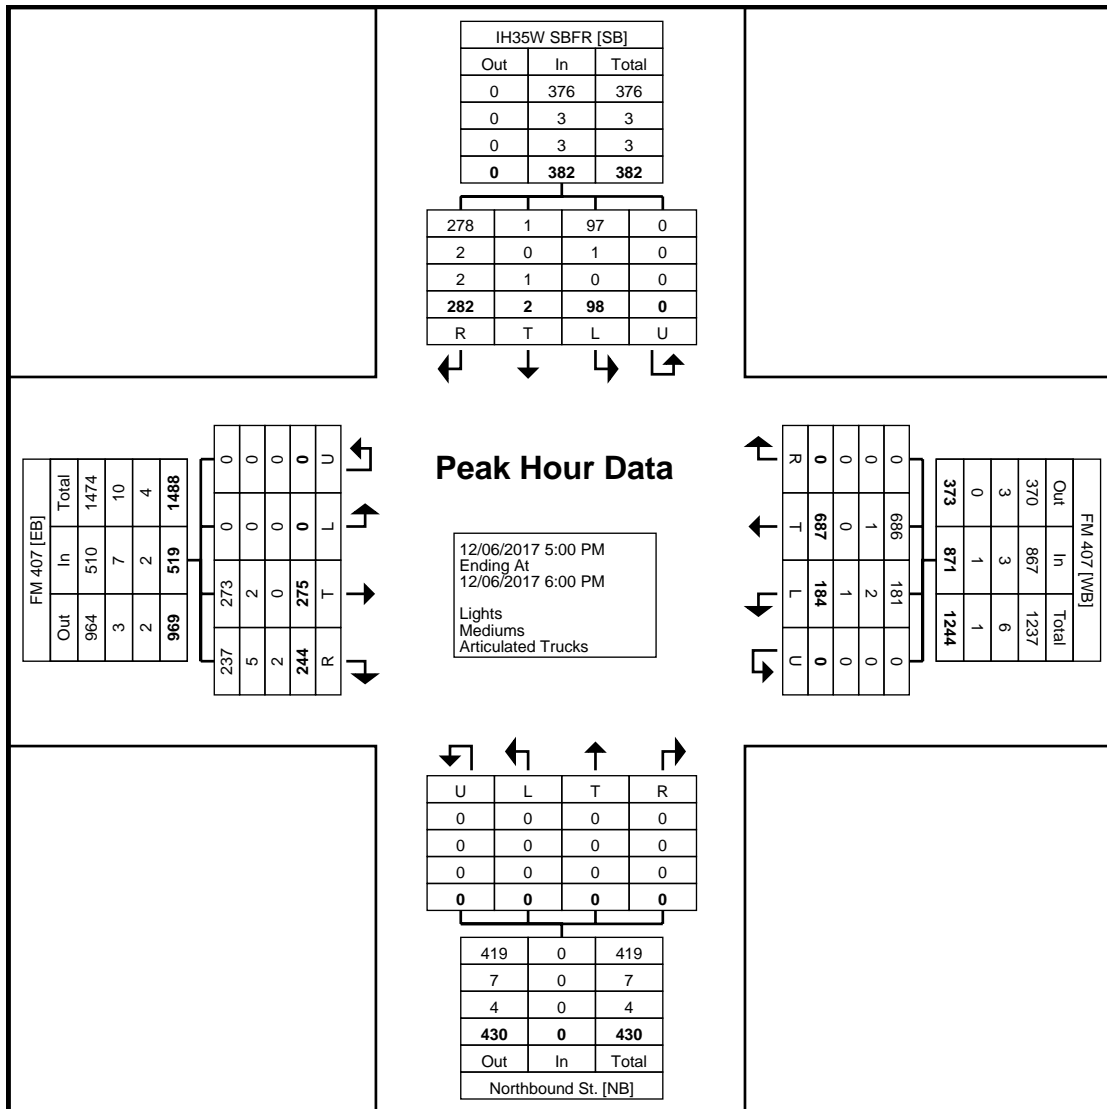 IH35W SBFR [SB]
Out In Total
0 376 376
0 3 3
0 3 3
0 382 382
278 1 97 0
2 0 1 0
2 1 0 0
282 2 98 0
R T L U
FM 407 [EB]
Total In Out
1474 510 964
10 7 3
4 2 2
1488 519 969
0 0 273 237
0 0 2 5
0 0 0 2
0 0 275 244
U L T R
Peak Hour Data
12/06/2017 5:00 PM
Ending At
12/06/2017 6:00 PM
Lights
Mediums
Articulated Trucks
R T L U
0 687 184 0
0 0 1 0
0 1 2 0
0 686 181 0
FM 407 [WB]
Out In Total
370 867 1237
3 3 6
0 1 1
373 871 1244
U L T R
0 0 0 0
0 0 0 0
0 0 0 0
0 0 0 0
419 0 419
7 0 7
4 0 4
430 0 430
Out In Total
Northbound St. [NB]